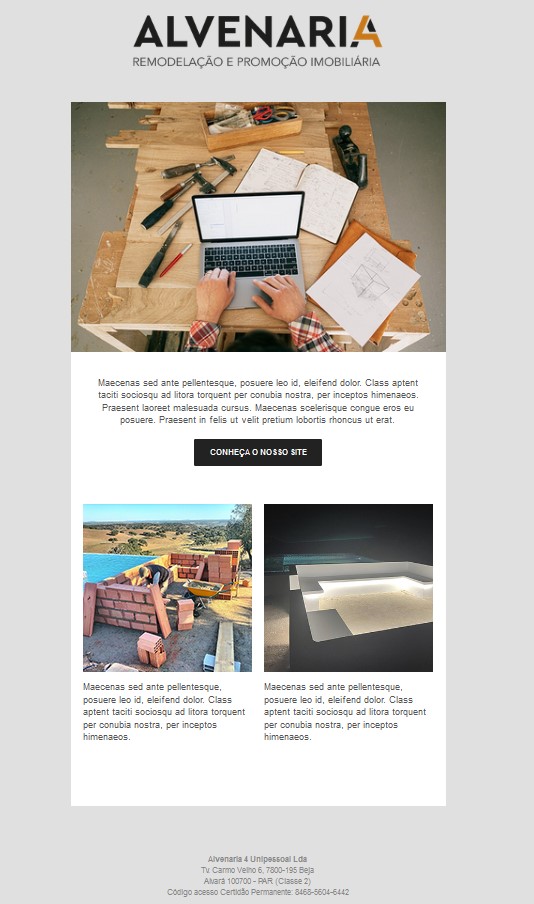 ALVENARIA
REMODELAÇÃO E PROMOÇÃO IMOBILIÁRIA
Maecenas sed ante pellentesque, posuere leo id, eleifend dolor. Class aptent
taciti sociosqu ad litora torquent per conubia nostra, per inceptos himenaeos.
Praesent laoreet malesuada cursus. Maecenas scelerisque congue eros eu
posuere. Praesent in felis ut velit pretium lobortis rhoncus ut erat.
CONHEÇA O NOSSO SITE
Maecenas sed ante pellentesque,
posuere leo id, eleifend dolor. Class
aptent taciti sociosqu ad litora torquent
per conubia nostra, per inceptos
himenaeos.
Maecenas sed ante pellentesque,
posuere leo id, eleifend dolor. Class
aptent taciti sociosqu ad litora torquent
per conubia nostra, per inceptos
himenaeos.
Alvenaria 4 Unipessoal Lda
Tv. Carmo Velho 6, 7800-195 Beja
Alvará 100700 - PAR (Classe 2)
Código acesso Certidão Permanente: 8468-5604-6442